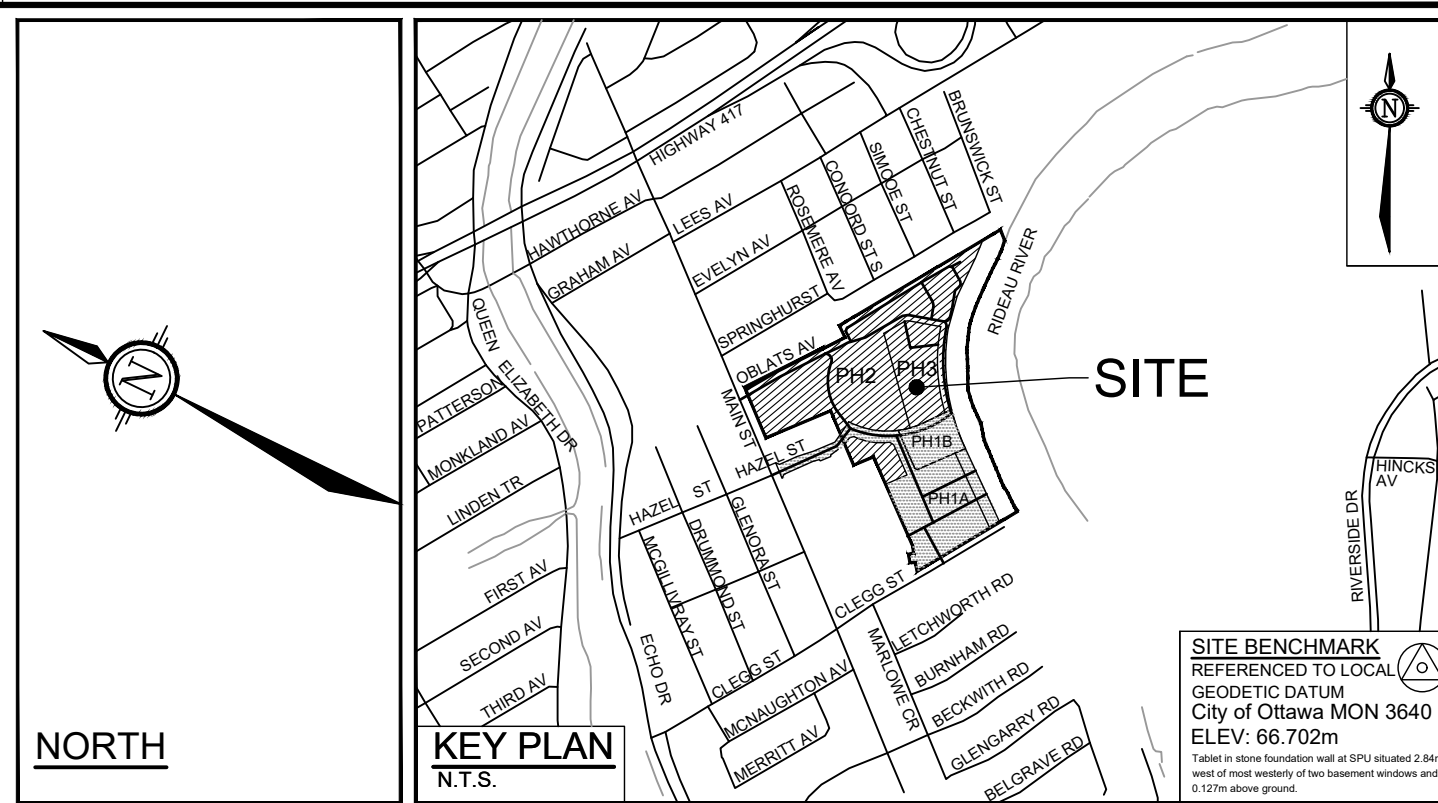 NORTH
N
KEY PLAN
N.T.S.
N
HIGHWAY 417
HAWTHORNE AV
GRAHAM AV
LEES AV
EVELYN AV
SPRINGHURST
OBLATS AV
ROSEMERE AV
CONCORD ST S
SIMCOE ST
CHESTNUT ST
BRUNSWICK ST
RIDEAU RIVER
QUEEN ELIZABETH DR
PATTERSON
MONKLAND AV
LINDEN TR
FIRST AV
SECOND AV
THIRD AV
MAIN ST
HAZEL ST
HAZEL ST
GLENORA ST
DRUMMOND ST
MCGILLIVRAY ST
ECHO DR
CLEGG ST
CLEGG ST
MCNAUGHTON AV
MERRITT AV
MARLOWE CR
LETCHWORTH RD
BURNHAM RD
BECKWITH RD
GLENGARRY RD
BELGRAVE RD
PH2
PH3
PH1B
PH1A
SITE
HINCKS
AV
RIVERSIDE DR
SITE BENCHMARK
REFERENCED TO LOCAL
GEODETIC DATUM
City of Ottawa MON 3640
ELEV: 66.702m
Tablet in stone foundation wall at SPU situated 2.84m
west of most westerly of two basement windows and
0.127m above ground.